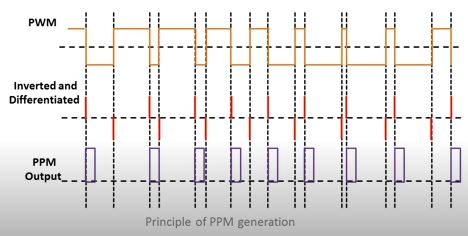 PWM
Inverted and
Differentiated
PPM
Output
Principle of PPM generation